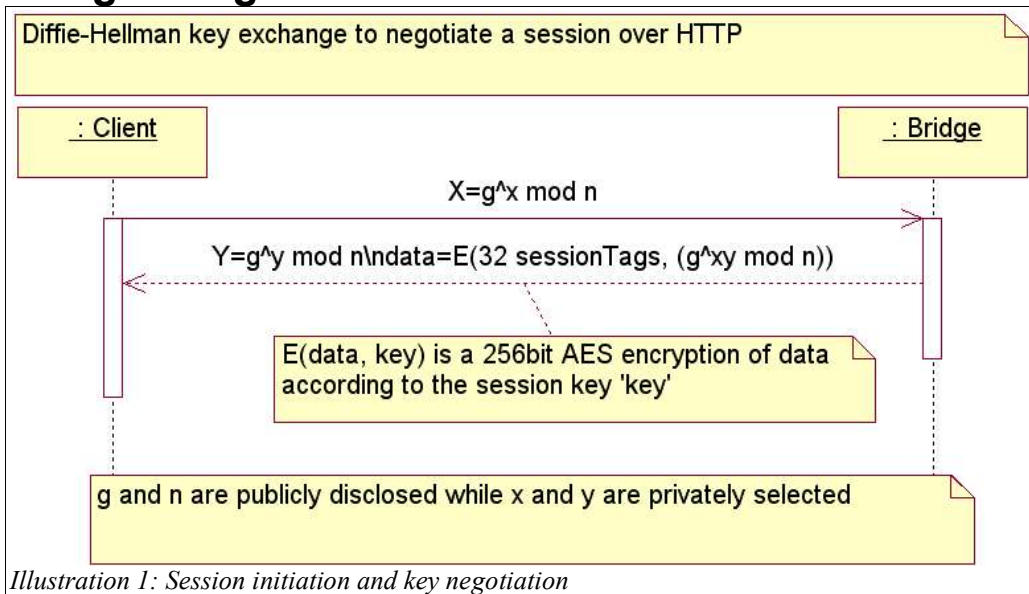 Diffie-Hellman key exchange to negotiate a session over HTTP
: Client
: Bridge
X=g^x mod n
Y=g^y mod n\ndata=E(32 sessionTags, (g^xy mod n))
E(data, key) is a 256bit AES encryption of data
according to the session key 'key'
g and n are publicly disclosed while x and y are privately selected
Illustration 1: Session initiation and key negotiation